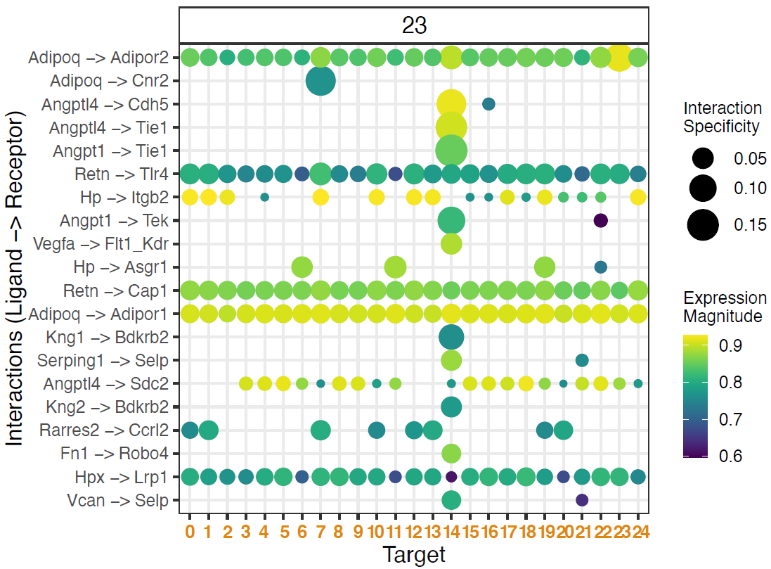 23
Interactions (Ligand -> Receptor)
Adipoq -> Adipor2
Adipoq -> Cnr2
Angptl4 -> Cdh5
Angptl4 -> Tie1
Angpt1 -> Tie1
Retn -> Tlr4
Hp -> Itgb2
Angpt1 -> Tek
Vegfa -> Flt1_Kdr
Hp -> Asgr1
Retn -> Cap1
Adipoq -> Adipor1
Kng1 -> Bdkrb2
Serping1 -> Selp
Angptl4 -> Sdc2
Kng2 -> Bdkrb2
Rarres2 -> Ccrl2
Fn1 -> Robo4
Hpx -> Lrp1
Vcan -> Selp
0 1 2 3 4 5 6 7 8 9 10 11 12 13 14 15 16 17 18 19 20 21 22 23 24
Target
Interaction
Specificity
0.05
0.10
0.15
Expression
Magnitude
0.9
0.8
0.7
0.6